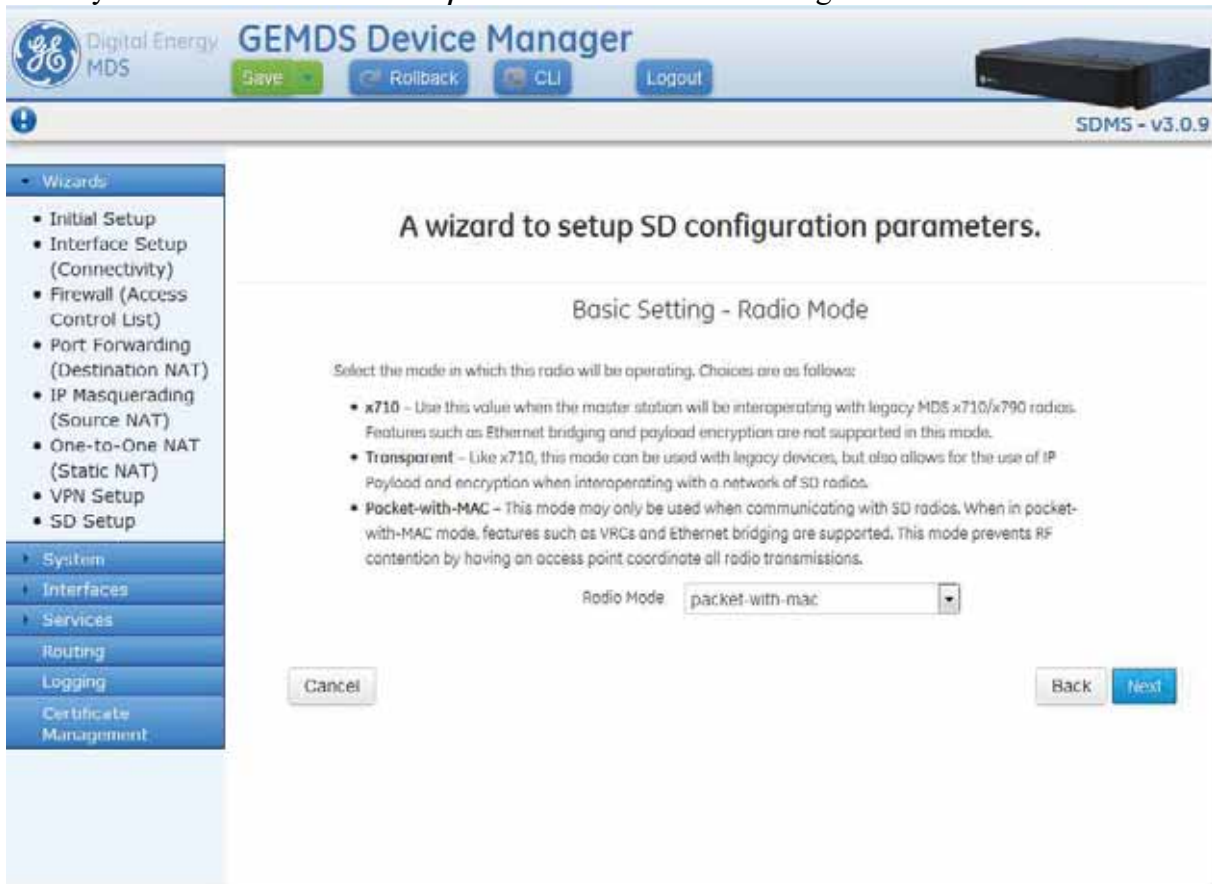 Digital Energy
MDS
GEMDS Device Manager
Save
Rollback
CLI
Logout
SDMS - v3.0.9
Wizards
• Initial Setup
• Interface Setup
(Connectivity)
• Firewall (Access
Control List)
• Port Forwarding
(Destination NAT)
• IP Masquerading
(Source NAT)
• One-to-One NAT
(Static NAT)
• VPN Setup
• SD Setup
System
Interfaces
Services
Routing
Logging
Certificate
Management
A wizard to setup SD configuration parameters.
Basic Setting - Radio Mode
Select the mode in which this radio will be operating. Choices are as follows:
• x710 – Use this value when the master station will be interoperating with legacy MDS x710/x790 radios.
Features such as Ethernet bridging and payload encryption are not supported in this mode.
• Transparent – Like x710, this mode can be used with legacy devices, but also allows for the use of IP
Payload and encryption when interoperating with a network of SD radios.
• Packet-with-MAC – This mode may only be used when communicating with SD radios. When in packet-
with-MAC mode, features such as VRCs and Ethernet bridging are supported. This mode prevents RF
contention by having an access point coordinate all radio transmissions.
Radio Mode packet-with-mac
Cancel
Back
Next